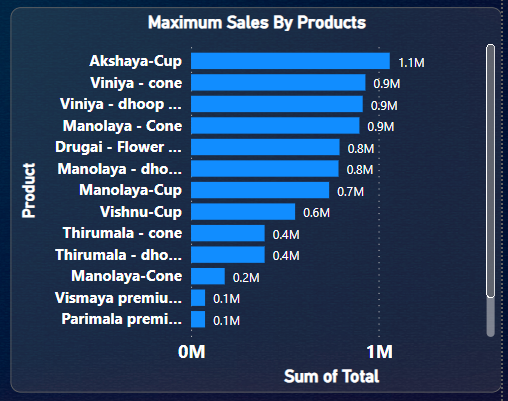 Maximum Sales By Products
Akshaya-Cup 1.1M
Viniya - cone 0.9M
Viniya - dhoop ... 0.9M
Manolaya - Cone 0.9M
Drugai - Flower ... 0.8M
Manolaya - dho... 0.8M
Manolaya-Cup 0.7M
Vishnu-Cup 0.6M
Thirumala - cone 0.4M
Thirumala - dho... 0.4M
Manolaya-Cone 0.2M
Vismaya premiu... 0.1M
Parimala premi... 0.1M
Product
0M 1M
Sum of Total